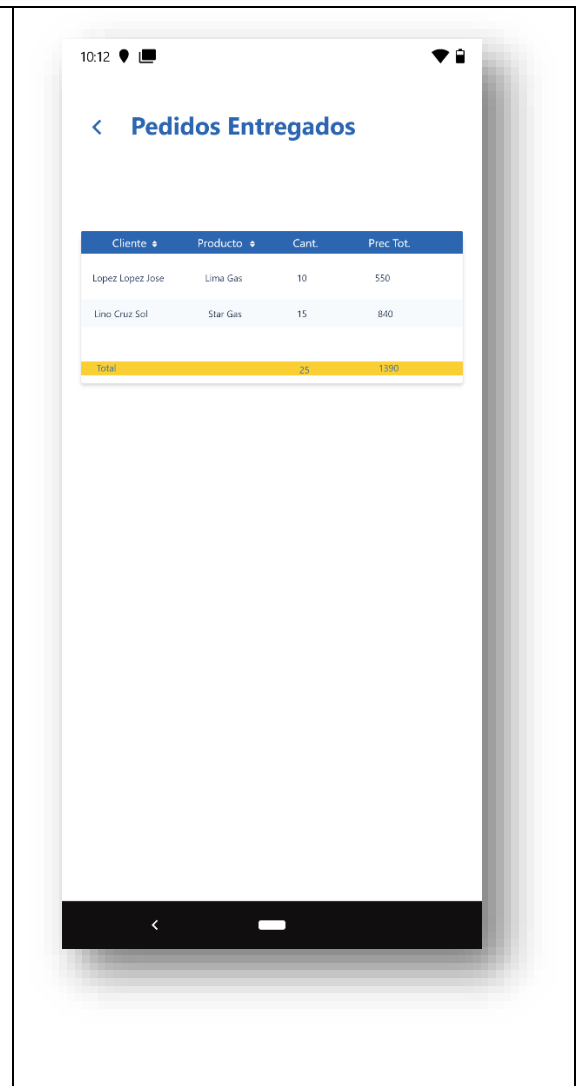 10:12
Pedidos Entregados
Cliente Producto Cant. Prec Tot.
Lopez Lopez Jose Lima Gas 10 550
Lino Cruz Sol Star Gas 15 840
Total 25 1390